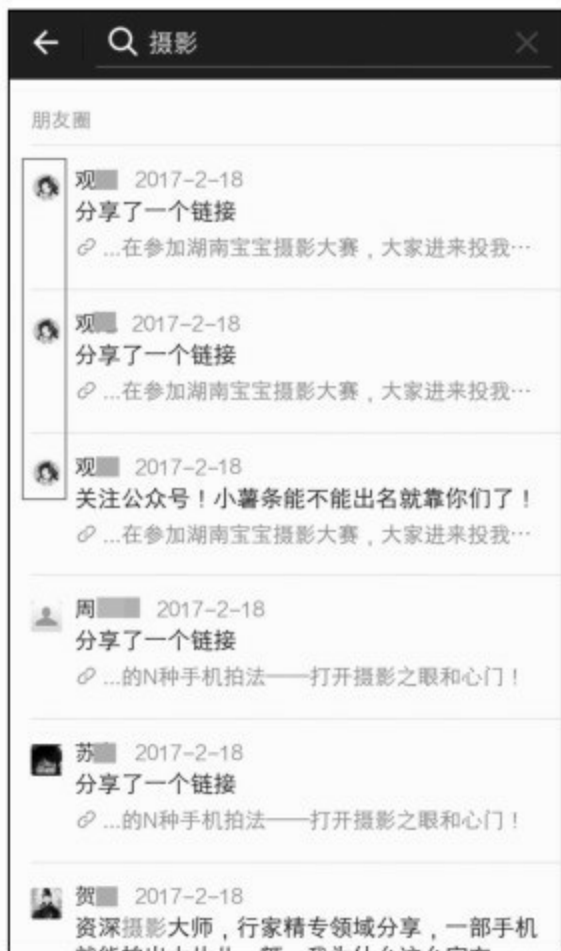 摄影
朋友圈
观 2017-2-18
分享了一个链接
...在参加湖南宝宝摄影大赛，大家进来投我…
观 2017-2-18
分享了一个链接
...在参加湖南宝宝摄影大赛，大家进来投我…
观 2017-2-18
关注公众号！小薯条能不能出名就靠你们了！
...在参加湖南宝宝摄影大赛，大家进来投我…
周 2017-2-18
分享了一个链接
...的N种手机拍法——打开摄影之眼和心门！
苏 2017-2-18
分享了一个链接
...的N种手机拍法——打开摄影之眼和心门！
贺 2017-2-18
资深摄影大师，行家精专领域分享，一部手机